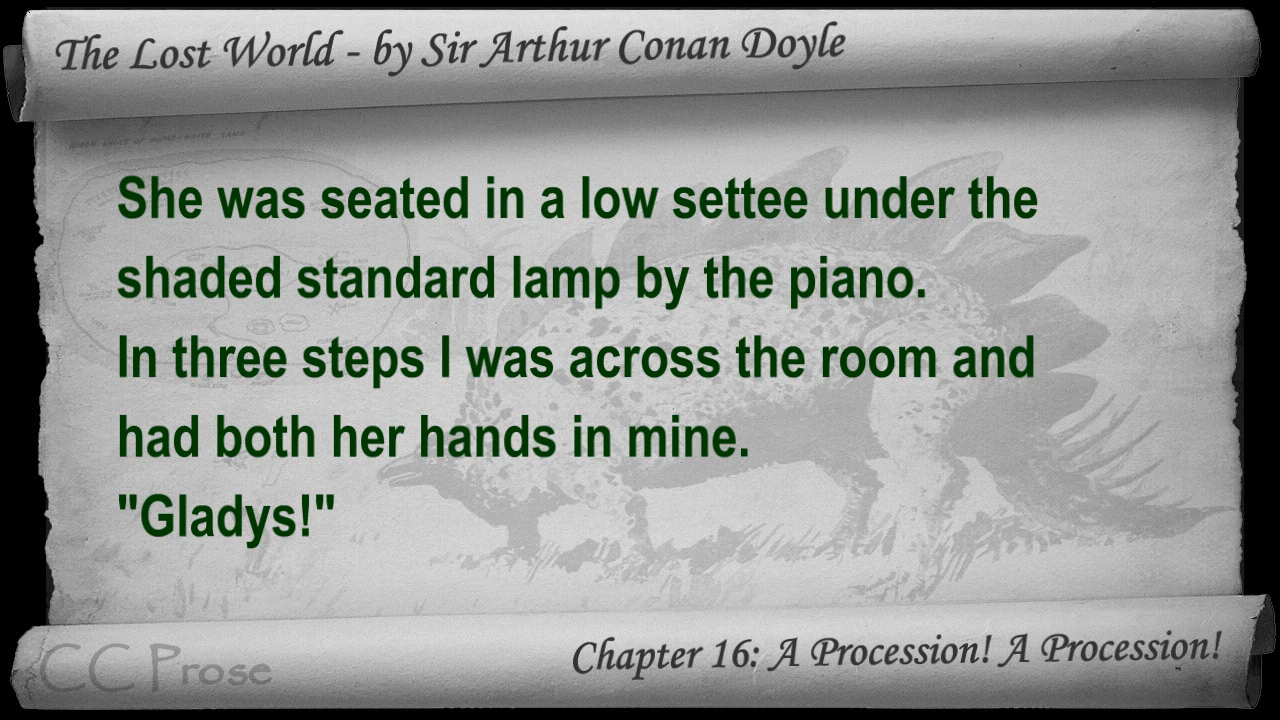 The Lost World - by Sir Arthur Conan Doyle
She was seated in a low settee under the
shaded standard lamp by the piano.
In three steps I was across the room and
had both her hands in mine.
"Gladys!"
CC Prose
Chapter 16: A Procession! A Procession!